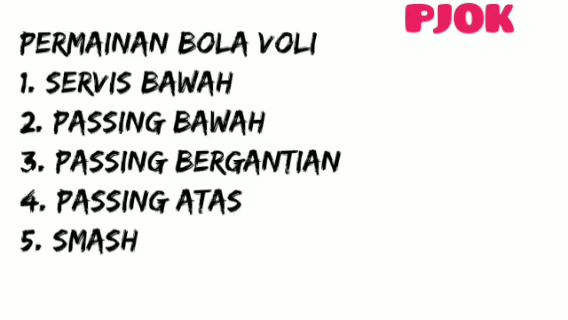 PJOK
PERMAINAN BOLA VOLI
1. SERVIS BAWAH
2. PASSING BAWAH
3. PASSING BERGANTIAN
4. PASSING ATAS
5. SMASH